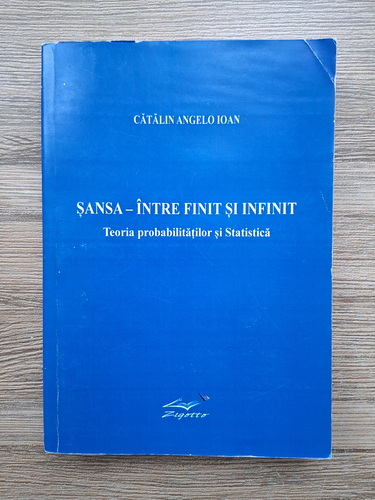 CĂTĂLIN ANGELO IOAN
ȘANSA – ÎNTRE FINIT ȘI INFINIT
Teoria probabilităților și Statistică
Zigotto